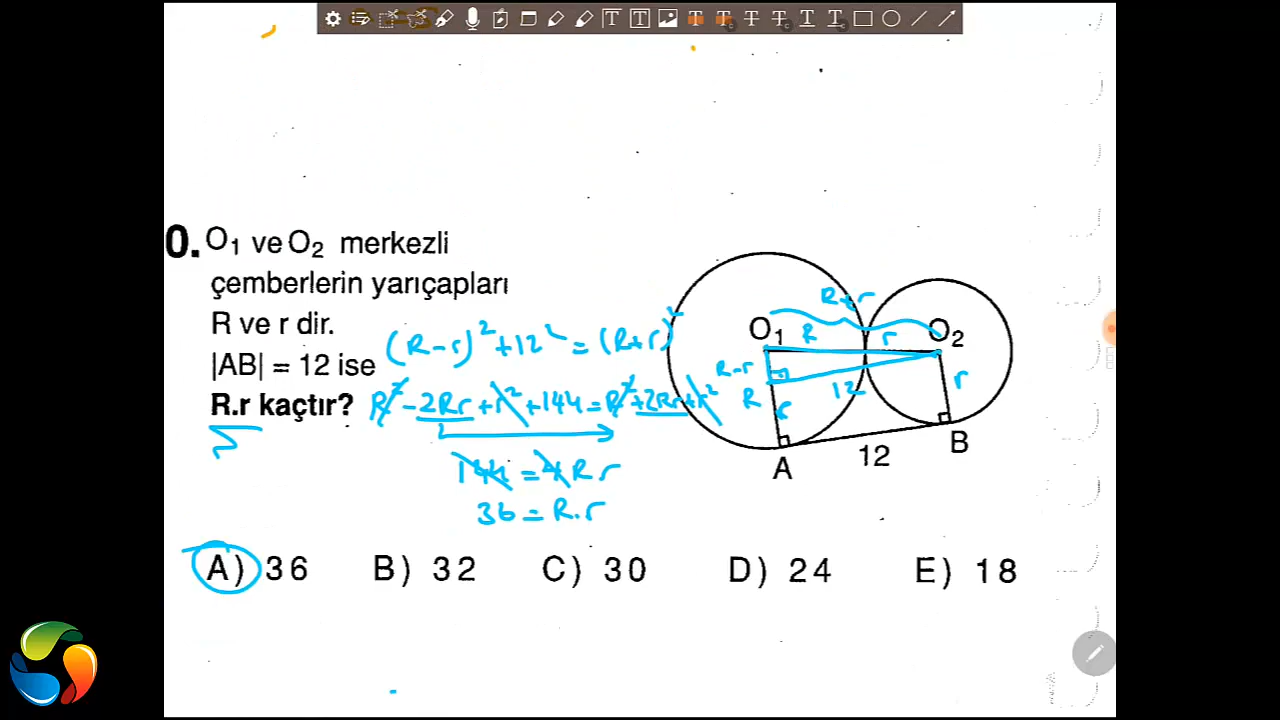 0. O1 ve O2 merkezli
çemberlerin yarıçapları
R ve r dir.
|AB| = 12 ise
R.r kaçtır?
(R-r)² + 12² = (R+r)²
R² - 2Rr + r² + 144 = R² + 2Rr + r²
144 = 4Rr
36 = R.r
R+r
O1
O2
R
r
R-r
R
r
12
r
A
12
B
A) 36
B) 32
C) 30
D) 24
E) 18